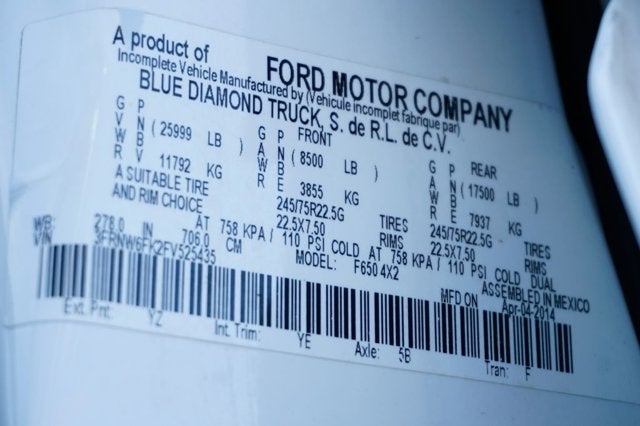 A product of FORD MOTOR COMPANY
Incomplete Vehicle Manufactured by (Vehicule incomplet fabrique par)
BLUE DIAMOND TRUCK, S. de R.L. de C.V.
G P G P FRONT G P REAR
V N (25999 LB ) A N (8500 LB ) A N (17500 LB )
W B W B W B
R V 11792 KG R E 3855 KG R E 7937 KG
A SUITABLE TIRE 245/75R22.5G TIRES 245/75R22.5G TIRES
AND RIM CHOICE 22.5X7.50 RIMS 22.5X7.50 RIMS
AT 758 KPA / 110 PSI COLD AT 758 KPA / 110 PSI COLD DUAL
WB: 278.0 IN 706.0 CM MODEL: F650 4X2 ASSEMBLED IN MEXICO
VIN 3FRNW6FK2FV525435 MFD ON Apr-04-2014
Ext. Pnt: YZ Int. Trim: YE Axle: 5B Tran: F